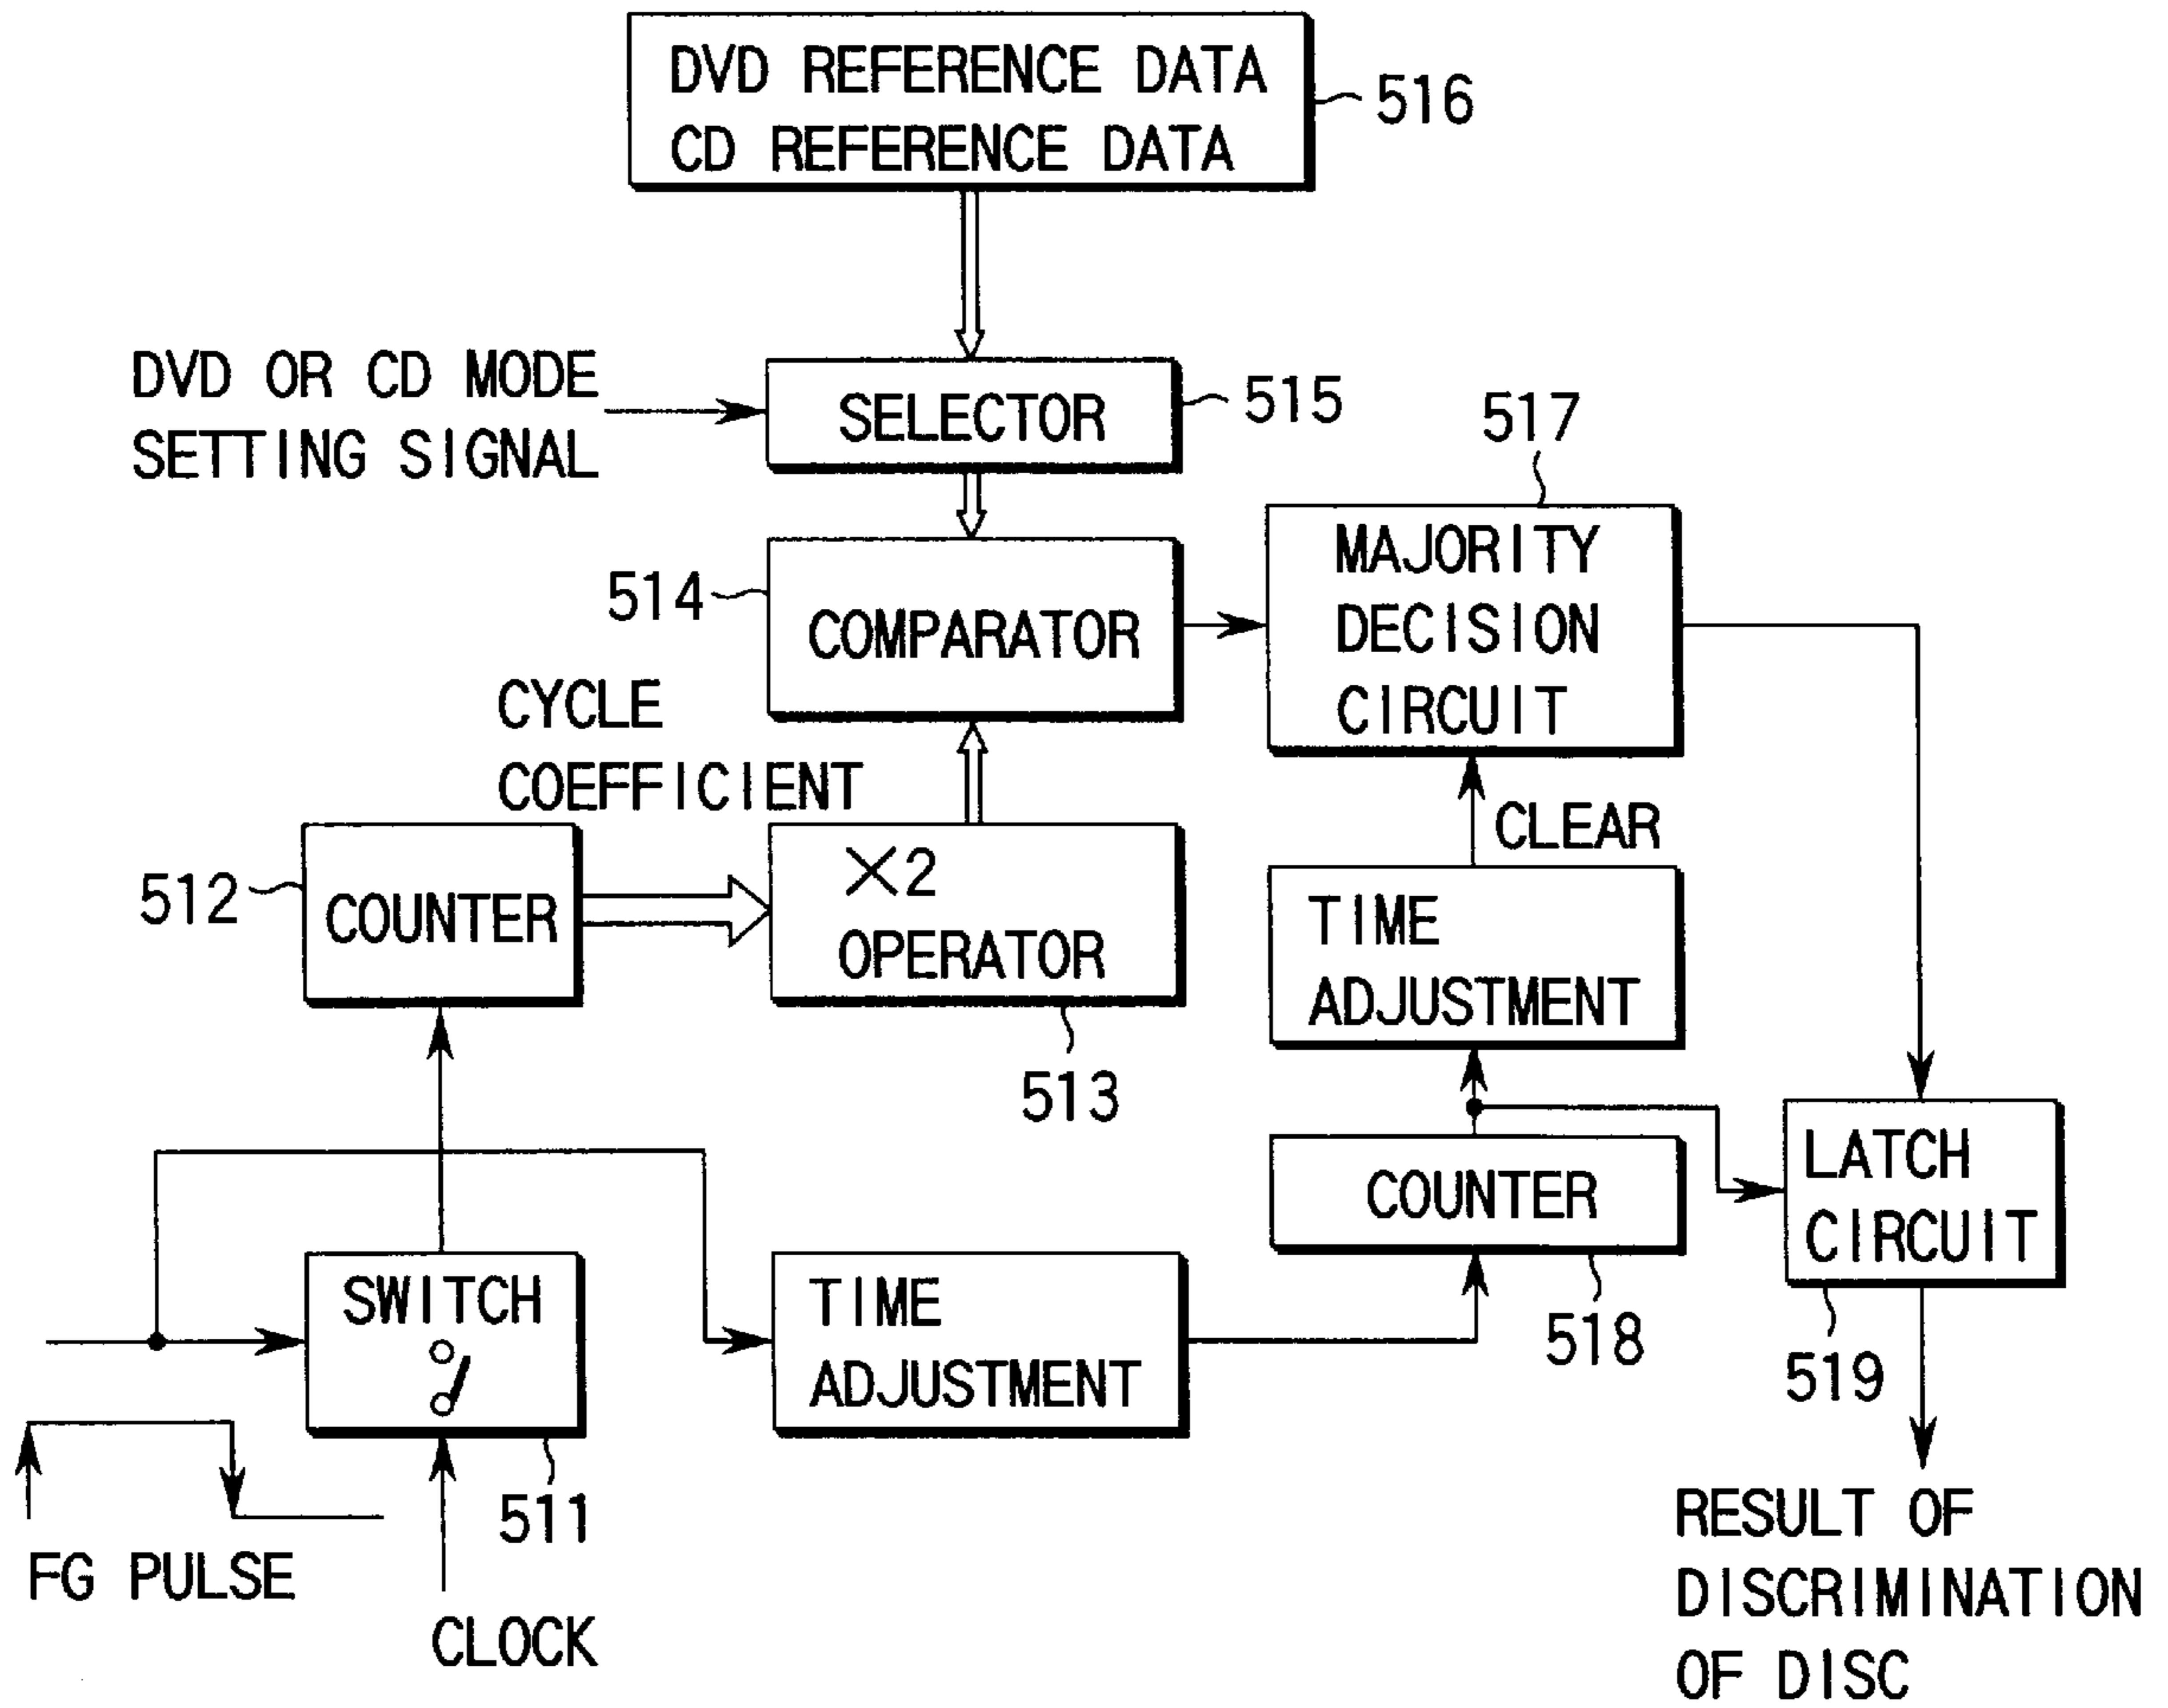 DVD REFERENCE DATA
CD REFERENCE DATA
516
DVD OR CD MODE
SETTING SIGNAL
SELECTOR
515
517
514
COMPARATOR
MAJORITY
DECISION
CIRCUIT
CYCLE
COEFFICIENT
CLEAR
512
COUNTER
×2
OPERATOR
513
TIME
ADJUSTMENT
COUNTER
518
LATCH
CIRCUIT
519
SWITCH
511
TIME
ADJUSTMENT
FG PULSE
CLOCK
RESULT OF
DISCRIMINATION
OF DISC